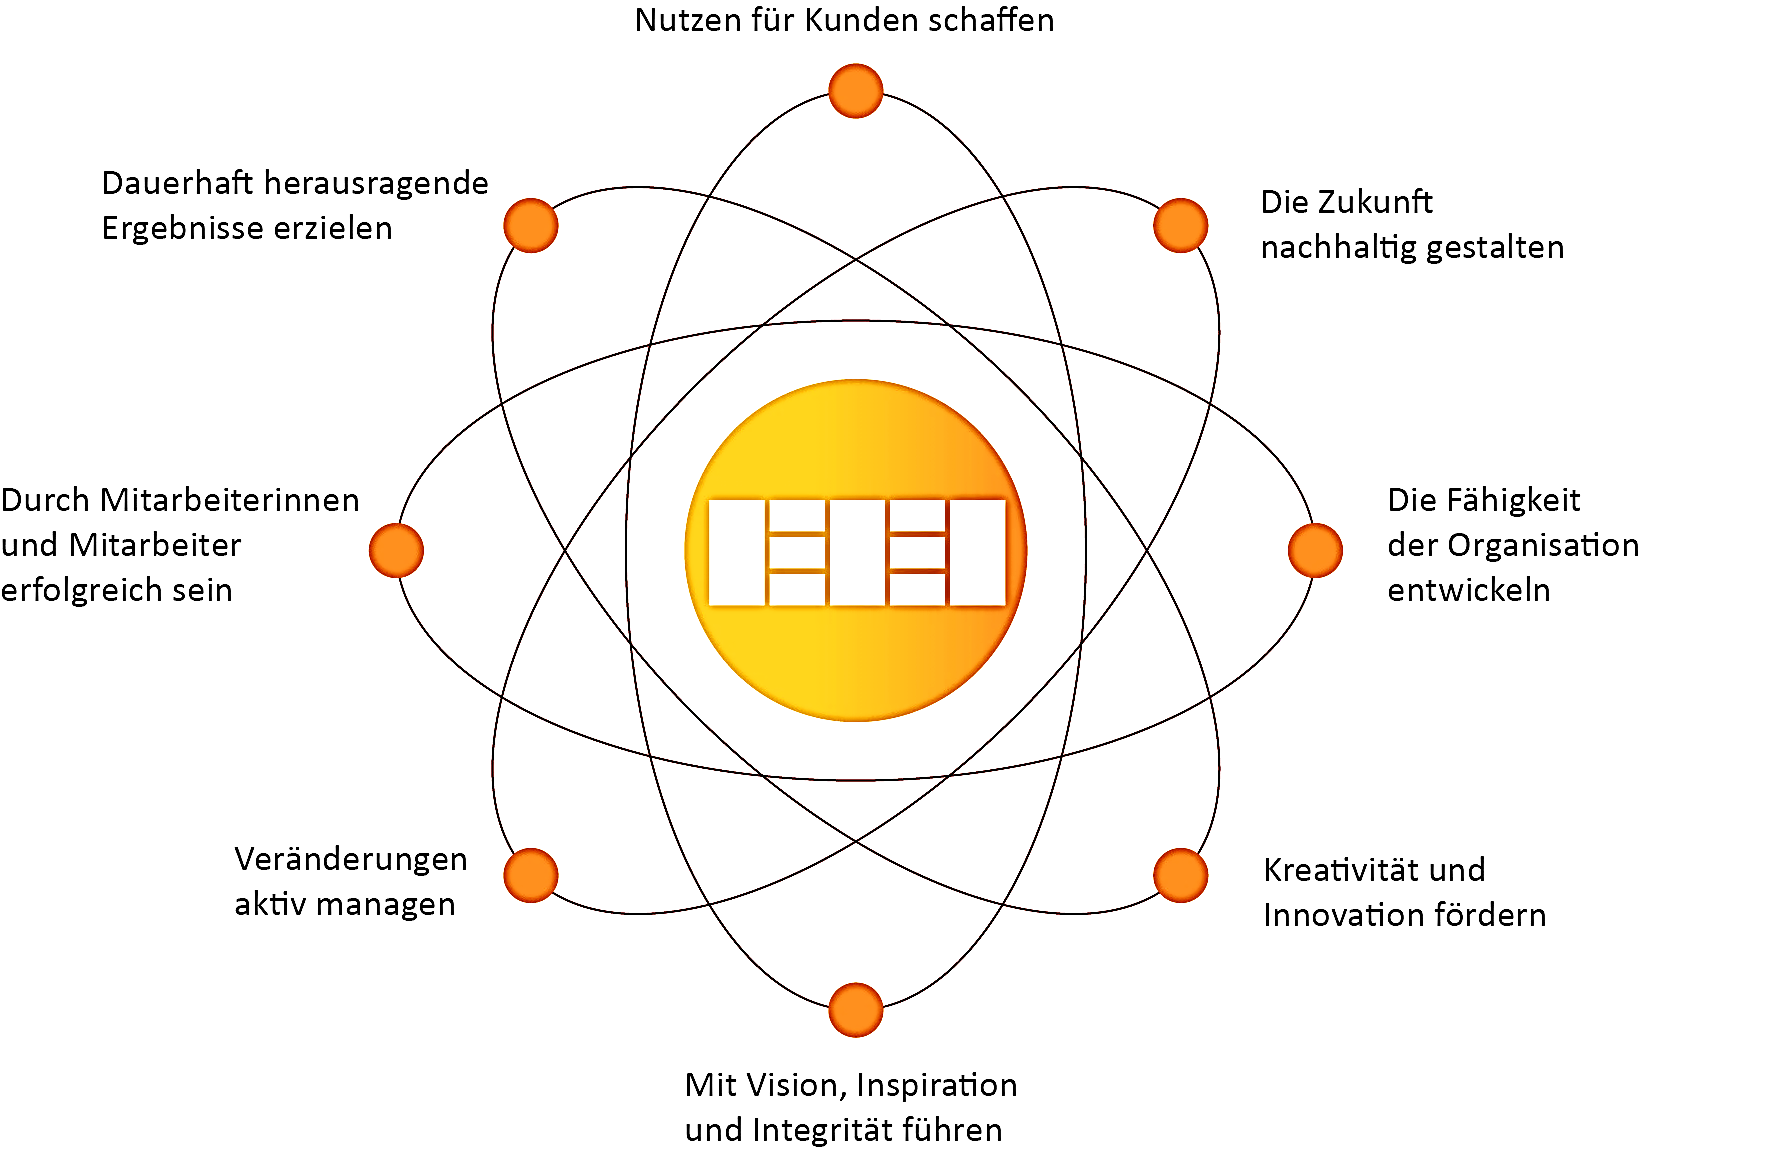 Nutzen für Kunden schaffen
Dauerhaft herausragende
Ergebnisse erzielen
Die Zukunft
nachhaltig gestalten
Durch Mitarbeiterinnen
und Mitarbeiter
erfolgreich sein
Die Fähigkeit
der Organisation
entwickeln
Veränderungen
aktiv managen
Kreativität und
Innovation fördern
Mit Vision, Inspiration
und Integrität führen